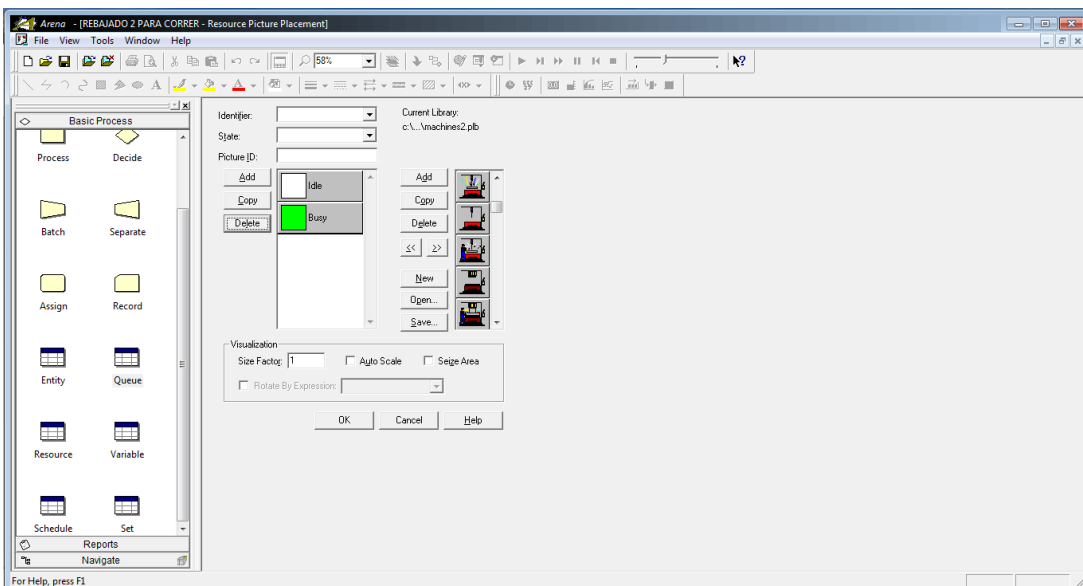 Arena - [REBAJADO 2 PARA CORRER - Resource Picture Placement]
File View Tools Window Help
58%
Basic Process
Process Decide
Batch Separate
Assign Record
Entity Queue
Resource Variable
Schedule Set
Reports
Navigate
Identifier:
State:
Picture ID:
Add
Copy
Delete
Idle
Busy
Current Library:
c:\...\machines2.plb
Add
Copy
Delete
<< >>
New
Open...
Save...
Visualization
Size Factor: 1 Auto Scale Seize Area
Rotate By Expression:
OK Cancel Help
For Help, press F1